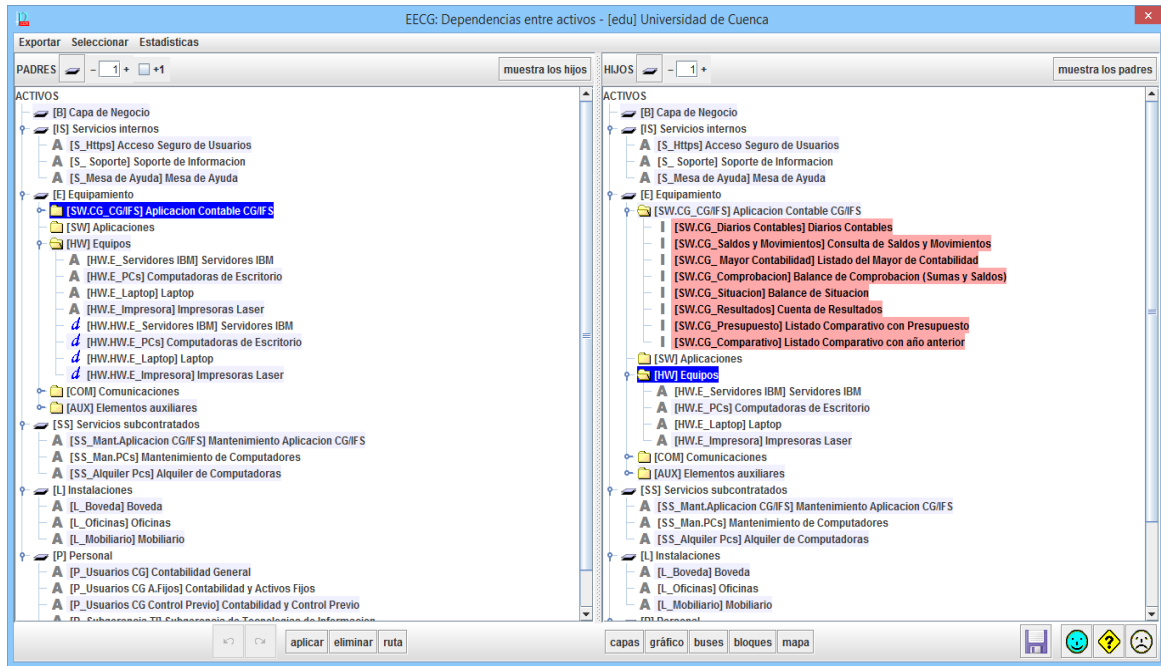 EECG: Dependencias entre activos - [edu] Universidad de Cuenca
Exportar Seleccionar Estadísticas
PADRES - 1 + +1 muestra los hijos
ACTIVOS
[B] Capa de Negocio
[IS] Servicios internos
A [S_Https] Acceso Seguro de Usuarios
A [S_ Soporte] Soporte de Informacion
A [S_Mesa de Ayuda] Mesa de Ayuda
[E] Equipamiento
[SW.CG_CG/IFS] Aplicacion Contable CG/IFS
[SW] Aplicaciones
[HW] Equipos
A [HW.E_Servidores IBM] Servidores IBM
A [HW.E_PCs] Computadoras de Escritorio
A [HW.E_Laptop] Laptop
A [HW.E_Impresora] Impresoras Laser
d [HW.HW.E_Servidores IBM] Servidores IBM
d [HW.HW.E_PCs] Computadoras de Escritorio
d [HW.HW.E_Laptop] Laptop
d [HW.HW.E_Impresora] Impresoras Laser
[COM] Comunicaciones
[AUX] Elementos auxiliares
[SS] Servicios subcontratados
A [SS_Mant.Aplicacion CG/IFS] Mantenimiento Aplicacion CG/IFS
A [SS_Man.PCs] Mantenimiento de Computadores
A [SS_Alquiler Pcs] Alquiler de Computadoras
[L] Instalaciones
A [L_Boveda] Boveda
A [L_Oficinas] Oficinas
A [L_Mobiliario] Mobiliario
[P] Personal
A [P_Usuarios CG] Contabilidad General
A [P_Usuarios CG A.Fijos] Contabilidad y Activos Fijos
A [P_Usuarios CG Control Previo] Contabilidad y Control Previo
HIJOS - 1 + muestra los padres
ACTIVOS
[B] Capa de Negocio
[IS] Servicios internos
A [S_Https] Acceso Seguro de Usuarios
A [S_ Soporte] Soporte de Informacion
A [S_Mesa de Ayuda] Mesa de Ayuda
[E] Equipamiento
[SW.CG_CG/IFS] Aplicacion Contable CG/IFS
I [SW.CG_Diarios Contables] Diarios Contables
I [SW.CG_Saldos y Movimientos] Consulta de Saldos y Movimientos
I [SW.CG_ Mayor Contabilidad] Listado del Mayor de Contabilidad
I [SW.CG_Comprobacion] Balance de Comprobacion (Sumas y Saldos)
I [SW.CG_Situacion] Balance de Situacion
I [SW.CG_Resultados] Cuenta de Resultados
I [SW.CG_Presupuesto] Listado Comparativo con Presupuesto
I [SW.CG_Comparativo] Listado Comparativo con año anterior
[SW] Aplicaciones
[HW] Equipos
A [HW.E_Servidores IBM] Servidores IBM
A [HW.E_PCs] Computadoras de Escritorio
A [HW.E_Laptop] Laptop
A [HW.E_Impresora] Impresoras Laser
[COM] Comunicaciones
[AUX] Elementos auxiliares
[SS] Servicios subcontratados
A [SS_Mant.Aplicacion CG/IFS] Mantenimiento Aplicacion CG/IFS
A [SS_Man.PCs] Mantenimiento de Computadores
A [SS_Alquiler Pcs] Alquiler de Computadoras
[L] Instalaciones
A [L_Boveda] Boveda
A [L_Oficinas] Oficinas
A [L_Mobiliario] Mobiliario
aplicar eliminar ruta capas gráfico buses bloques mapa